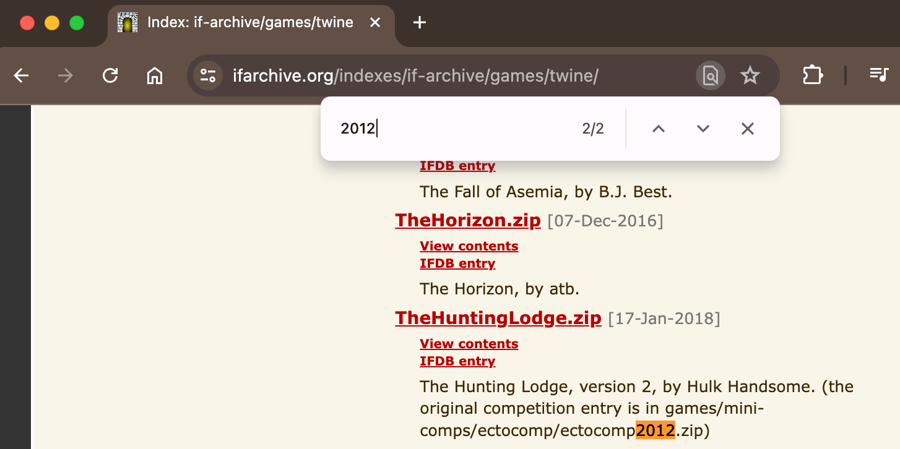 Index: if-archive/games/twine
ifarchive.org/indexes/if-archive/games/twine/
2012 2/2
IFDB entry
The Fall of Asemia, by B.J. Best.
TheHorizon.zip [07-Dec-2016]
View contents
IFDB entry
The Horizon, by atb.
TheHuntingLodge.zip [17-Jan-2018]
View contents
IFDB entry
The Hunting Lodge, version 2, by Hulk Handsome. (the
original competition entry is in games/mini-
comps/ectocomp/ectocomp2012.zip)